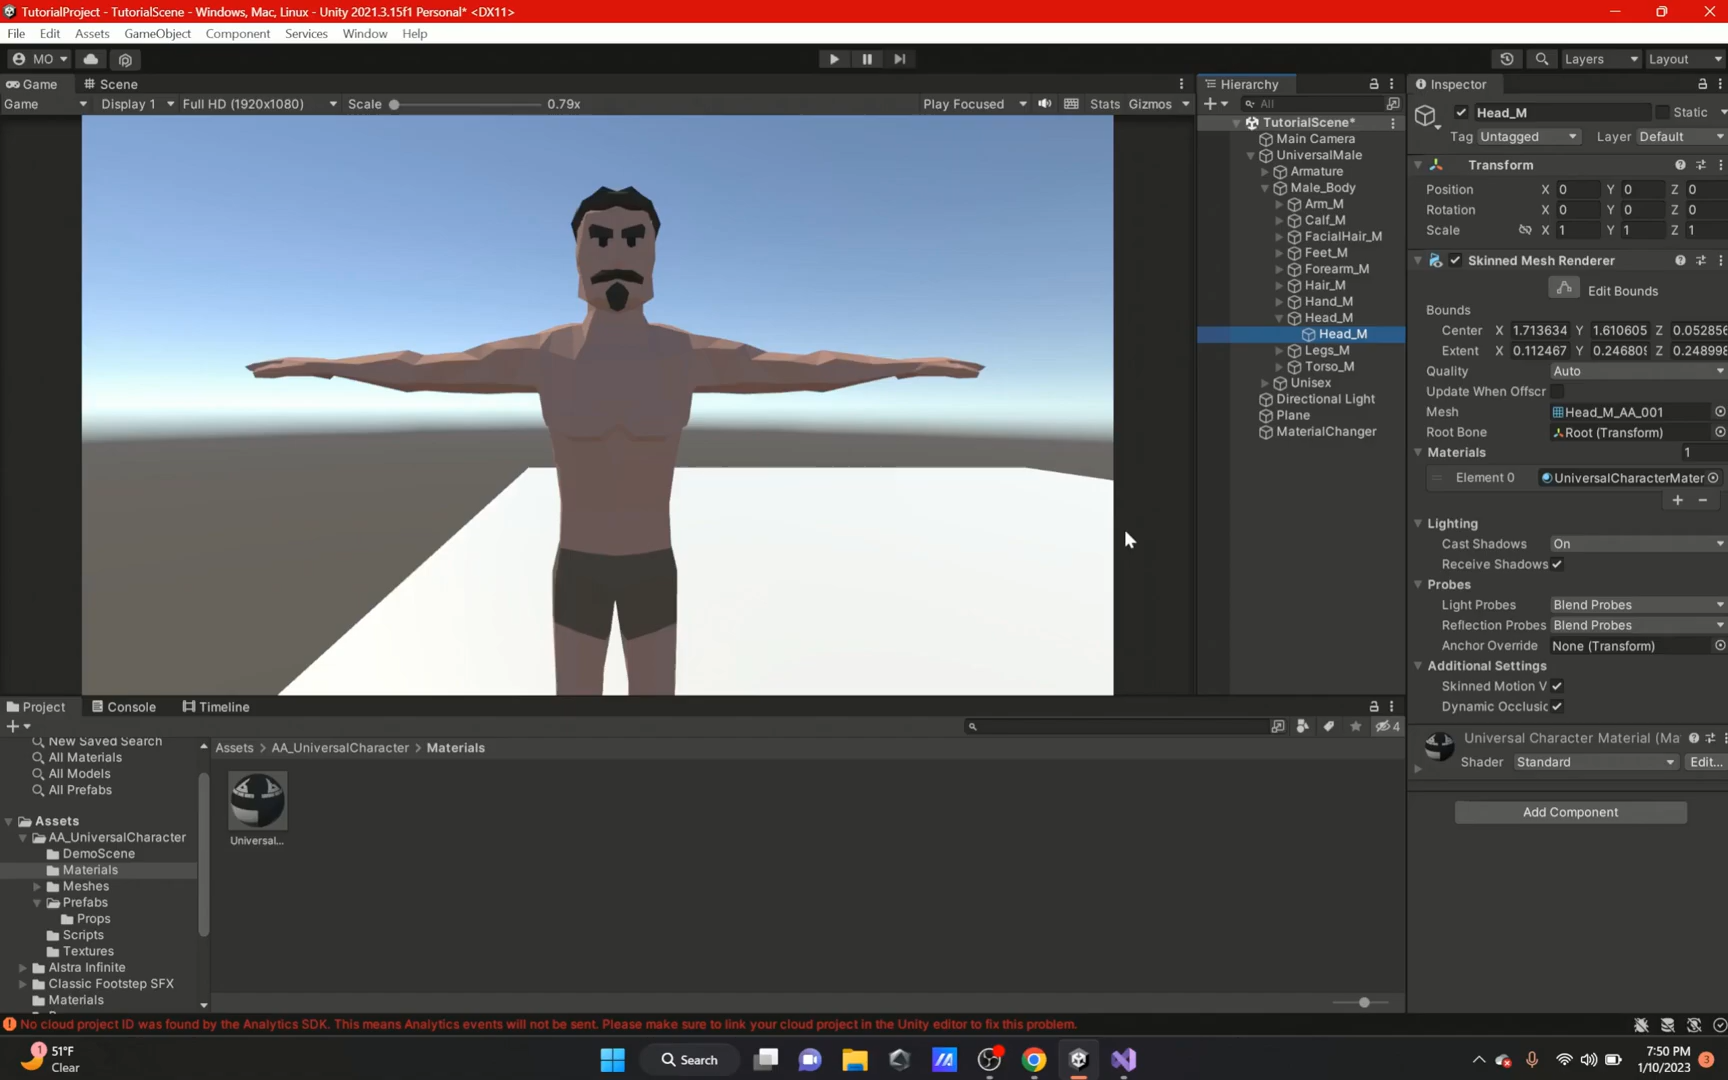 TutorialProject - TutorialScene - Windows, Mac, Linux - Unity 2021.3.15f1 Personal* <DX11>
File Edit Assets GameObject Component Services Window Help
MO Layers Layout
Game Scene
Game Display 1 Full HD (1920x1080) Scale 0.79x Play Focused Stats Gizmos
Hierarchy
All
TutorialScene*
Main Camera
UniversalMale
Armature
Male_Body
Arm_M
Calf_M
FacialHair_M
Feet_M
Forearm_M
Hair_M
Hand_M
Head_M
Head_M
Legs_M
Torso_M
Unisex
Directional Light
Plane
MaterialChanger
Inspector
Head_M Static
Tag Untagged Layer Default
Transform
Position X 0 Y 0 Z 0
Rotation X 0 Y 0 Z 0
Scale X 1 Y 1 Z 1
Skinned Mesh Renderer
Edit Bounds
Bounds
Center X 1.713634 Y 1.610605 Z 0.052856
Extent X 0.112467 Y 0.246809 Z 0.248998
Quality Auto
Update When Offscr
Mesh Head_M_AA_001
Root Bone Root (Transform)
Materials 1
Element 0 UniversalCharacterMater
+ −
Lighting
Cast Shadows On
Receive Shadows
Probes
Light Probes Blend Probes
Reflection Probes Blend Probes
Anchor Override None (Transform)
Additional Settings
Skinned Motion V
Dynamic Occlusic
Universal Character Material (Ma
Shader Standard Edit...
Add Component
Project Console Timeline
4
New Saved Search
All Materials
All Models
All Prefabs
Assets
AA_UniversalCharacter
DemoScene
Materials
Meshes
Prefabs
Props
Scripts
Textures
Alstra Infinite
Classic Footstep SFX
Materials
Assets > AA_UniversalCharacter > Materials
Universal...
No cloud project ID was found by the Analytics SDK. This means Analytics events will not be sent. Please make sure to link your cloud project in the Unity editor to fix this problem.
1
51°F
Clear
Search
7:50 PM
1/10/2023
3